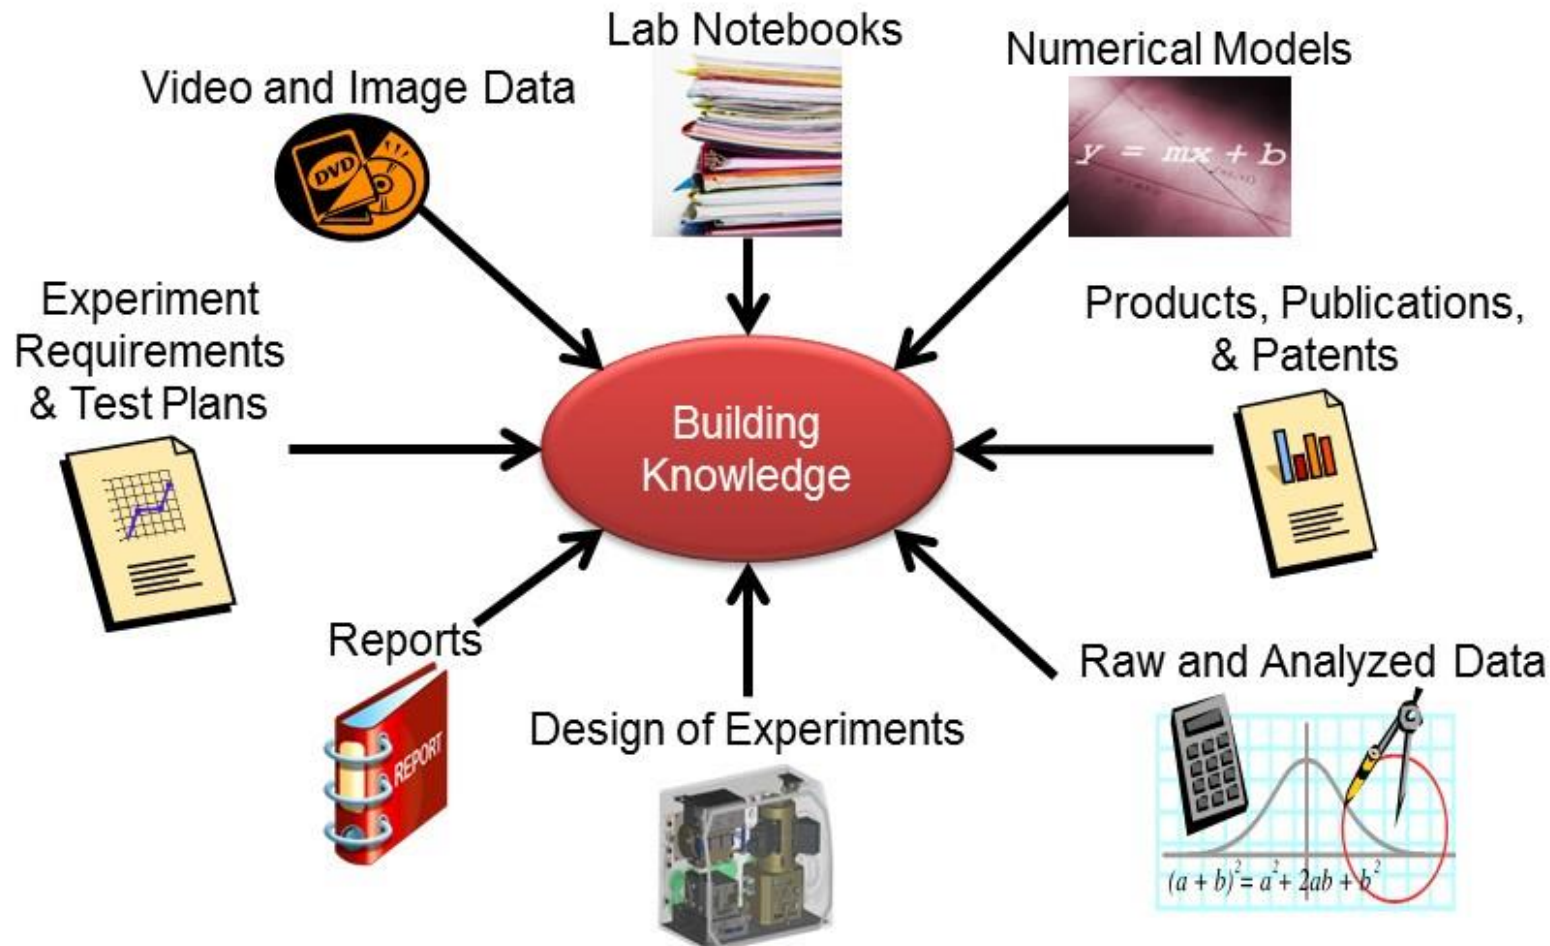 Lab Notebooks
Numerical Models
Video and Image Data
DVD
y = mx + b
Experiment
Requirements
& Test Plans
Products, Publications,
& Patents
Building
Knowledge
Reports
REPORT
Design of Experiments
Raw and Analyzed Data
(a + b)² = a² + 2ab + b²